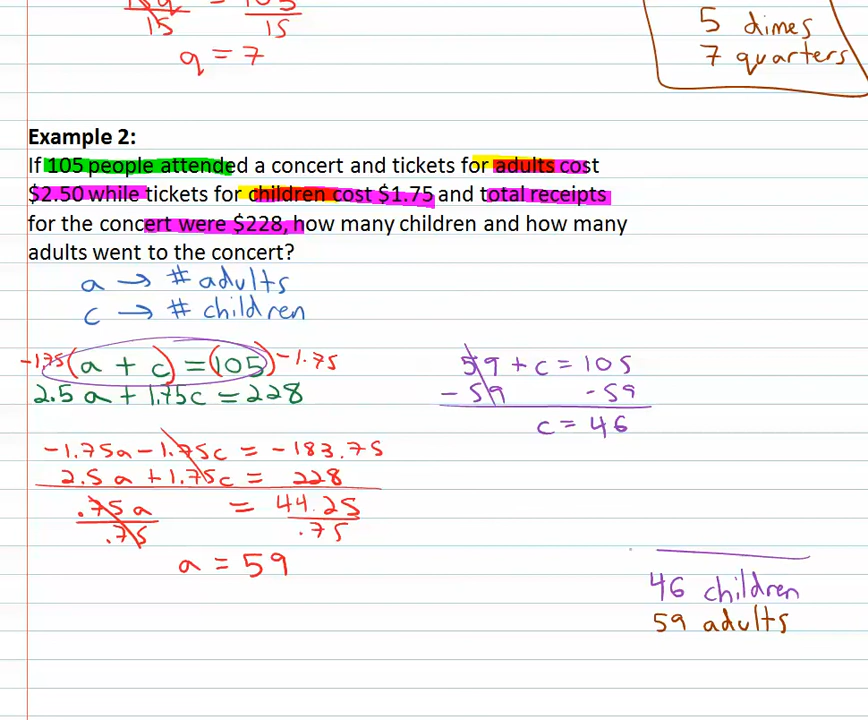 15 15
q = 7
5 dimes
7 quarters
Example 2:
If 105 people attended a concert and tickets for adults cost
$2.50 while tickets for children cost $1.75 and total receipts
for the concert were $228, how many children and how many
adults went to the concert?
a → # adults
c → # children
-1.75(a + c) = (105)-1.75
2.5a + 1.75c = 228
-1.75a - 1.75c = -183.75
2.5a + 1.75c = 228
.75a = 44.25
.75 .75
a = 59
59 + c = 105
-59 -59
c = 46
46 children
59 adults